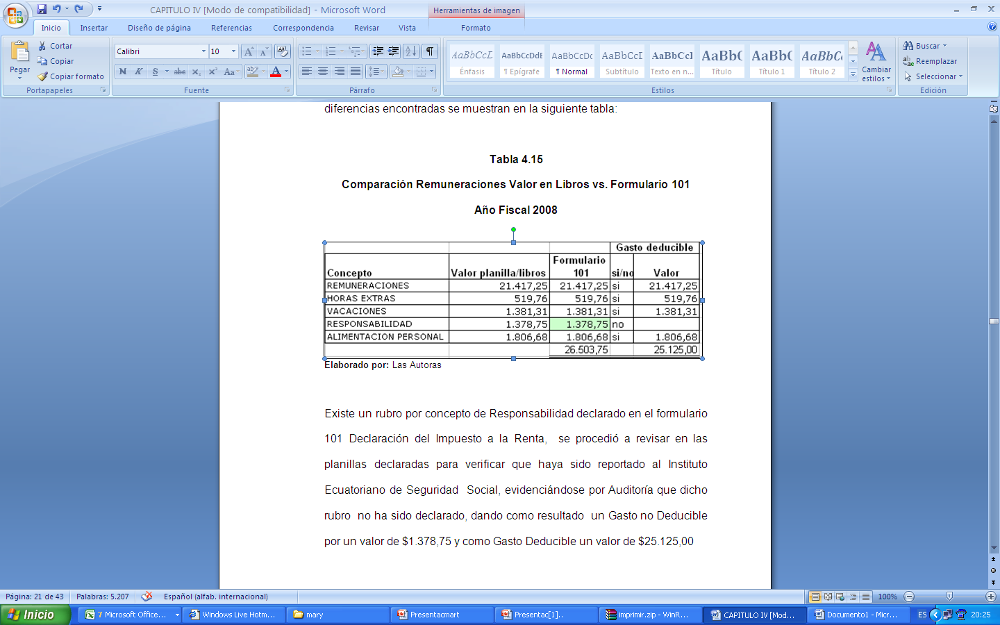 CAPITULO IV [Modo de compatibilidad] - Microsoft Word
Herramientas de imagen
Inicio Insertar Diseño de página Referencias Correspondencia Revisar Vista Formato
Pegar
Cortar
Copiar
Copiar formato
Portapapeles
Calibri 10
N K S abc x₂ x² Aa
Fuente
Párrafo
AaBbCcL AaBbCcDdE AaBbCcDc AaBbCcI AaBbCcI AaBbC AaBbC AaBbCc
Énfasis ¶ Epígrafe ¶ Normal Subtítulo Texto en n... Título Título 1 Título 2
Cambiar estilos
Estilos
Buscar
Reemplazar
Seleccionar
Edición
diferencias encontradas se muestran en la siguiente tabla:
Tabla 4.15
Comparación Remuneraciones Valor en Libros vs. Formulario 101
Año Fiscal 2008
Gasto deducible
Concepto Valor planilla/libros Formulario 101 si/no Valor
REMUNERACIONES 21.417,25 21.417,25 si 21.417,25
HORAS EXTRAS 519,76 519,76 si 519,76
VACACIONES 1.381,31 1.381,31 si 1.381,31
RESPONSABILIDAD 1.378,75 1.378,75 no
ALIMENTACION PERSONAL 1.806,68 1.806,68 si 1.806,68
26.503,75 25.125,00
Elaborado por: Las Autoras
Existe un rubro por concepto de Responsabilidad declarado en el formulario
101 Declaración del Impuesto a la Renta, se procedió a revisar en las
planillas declaradas para verificar que haya sido reportado al Instituto
Ecuatoriano de Seguridad Social, evidenciándose por Auditoría que dicho
rubro no ha sido declarado, dando como resultado un Gasto no Deducible
por un valor de $1.378,75 y como Gasto Deducible un valor de $25.125,00
Página: 21 de 43 Palabras: 5.207 Español (alfab. internacional) 100%
Inicio 7 Microsoft Office... Windows Live Hotm... mary Presentacmart Presentac[1].. imprimir.zip - WinR... CAPITULO IV [Mod... Documento1 - Micr... ES 20:25